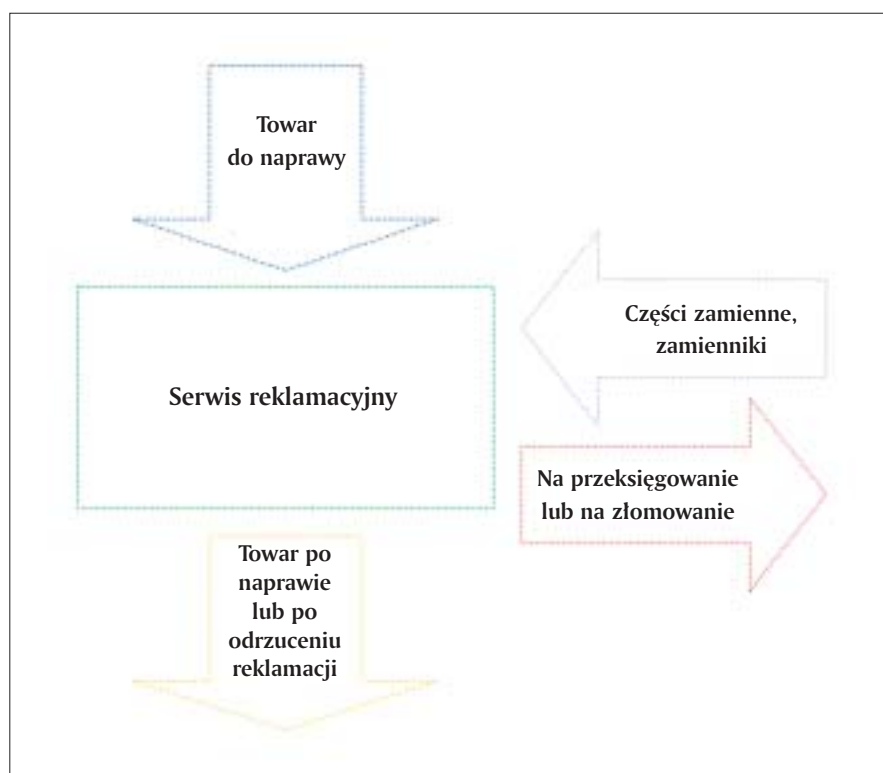 Towar
do naprawy
Części zamienne,
zamienniki
Serwis reklamacyjny
Na przeksięgowanie
lub na złomowanie
Towar po
naprawie
lub po
odrzuceniu
reklamacji